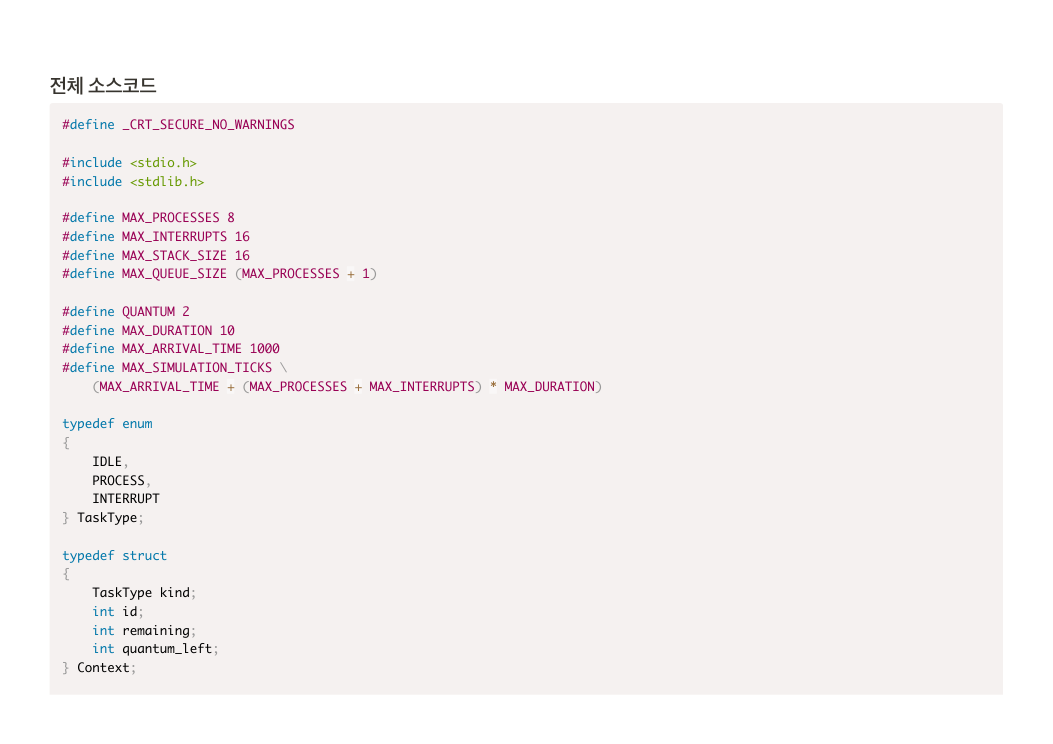 전체 소스코드
#define _CRT_SECURE_NO_WARNINGS
#include <stdio.h>
#include <stdlib.h>
#define MAX_PROCESSES 8
#define MAX_INTERRUPTS 16
#define MAX_STACK_SIZE 16
#define MAX_QUEUE_SIZE (MAX_PROCESSES + 1)
#define QUANTUM 2
#define MAX_DURATION 10
#define MAX_ARRIVAL_TIME 1000
#define MAX_SIMULATION_TICKS \
    (MAX_ARRIVAL_TIME + (MAX_PROCESSES + MAX_INTERRUPTS) * MAX_DURATION)
typedef enum
{
    IDLE,
    PROCESS,
    INTERRUPT
} TaskType;
typedef struct
{
    TaskType kind;
    int id;
    int remaining;
    int quantum_left;
} Context;